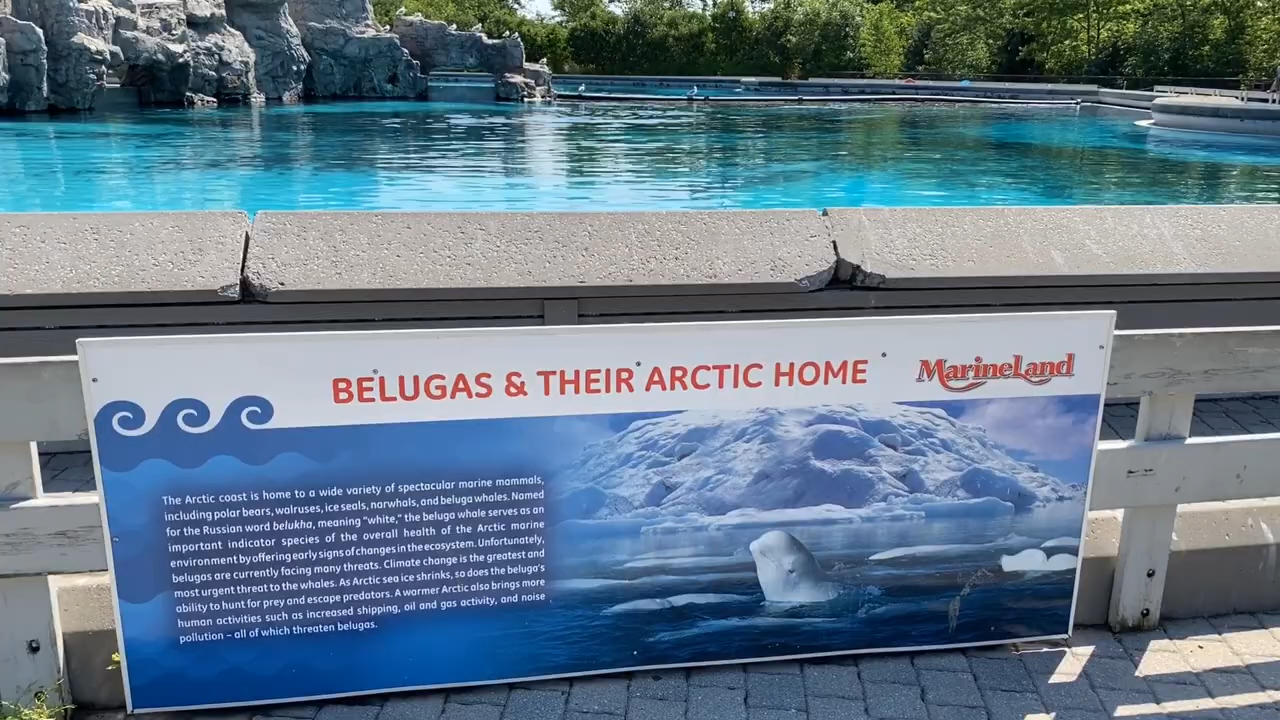 BELUGAS & THEIR ARCTIC HOME
MarineLand
The Arctic coast is home to a wide variety of spectacular marine mammals,
including polar bears, walruses, ice seals, narwhals, and beluga whales. Named
for the Russian word belukha, meaning "white," the beluga whale serves as an
important indicator species of the overall health of the Arctic marine
environment by offering early signs of changes in the ecosystem. Unfortunately,
belugas are currently facing many threats. Climate change is the greatest and
most urgent threat to the whales. As Arctic sea ice shrinks, so does the beluga's
ability to hunt for prey and escape predators. A warmer Arctic also brings more
human activities such as increased shipping, oil and gas activity, and noise
pollution – all of which threaten belugas.